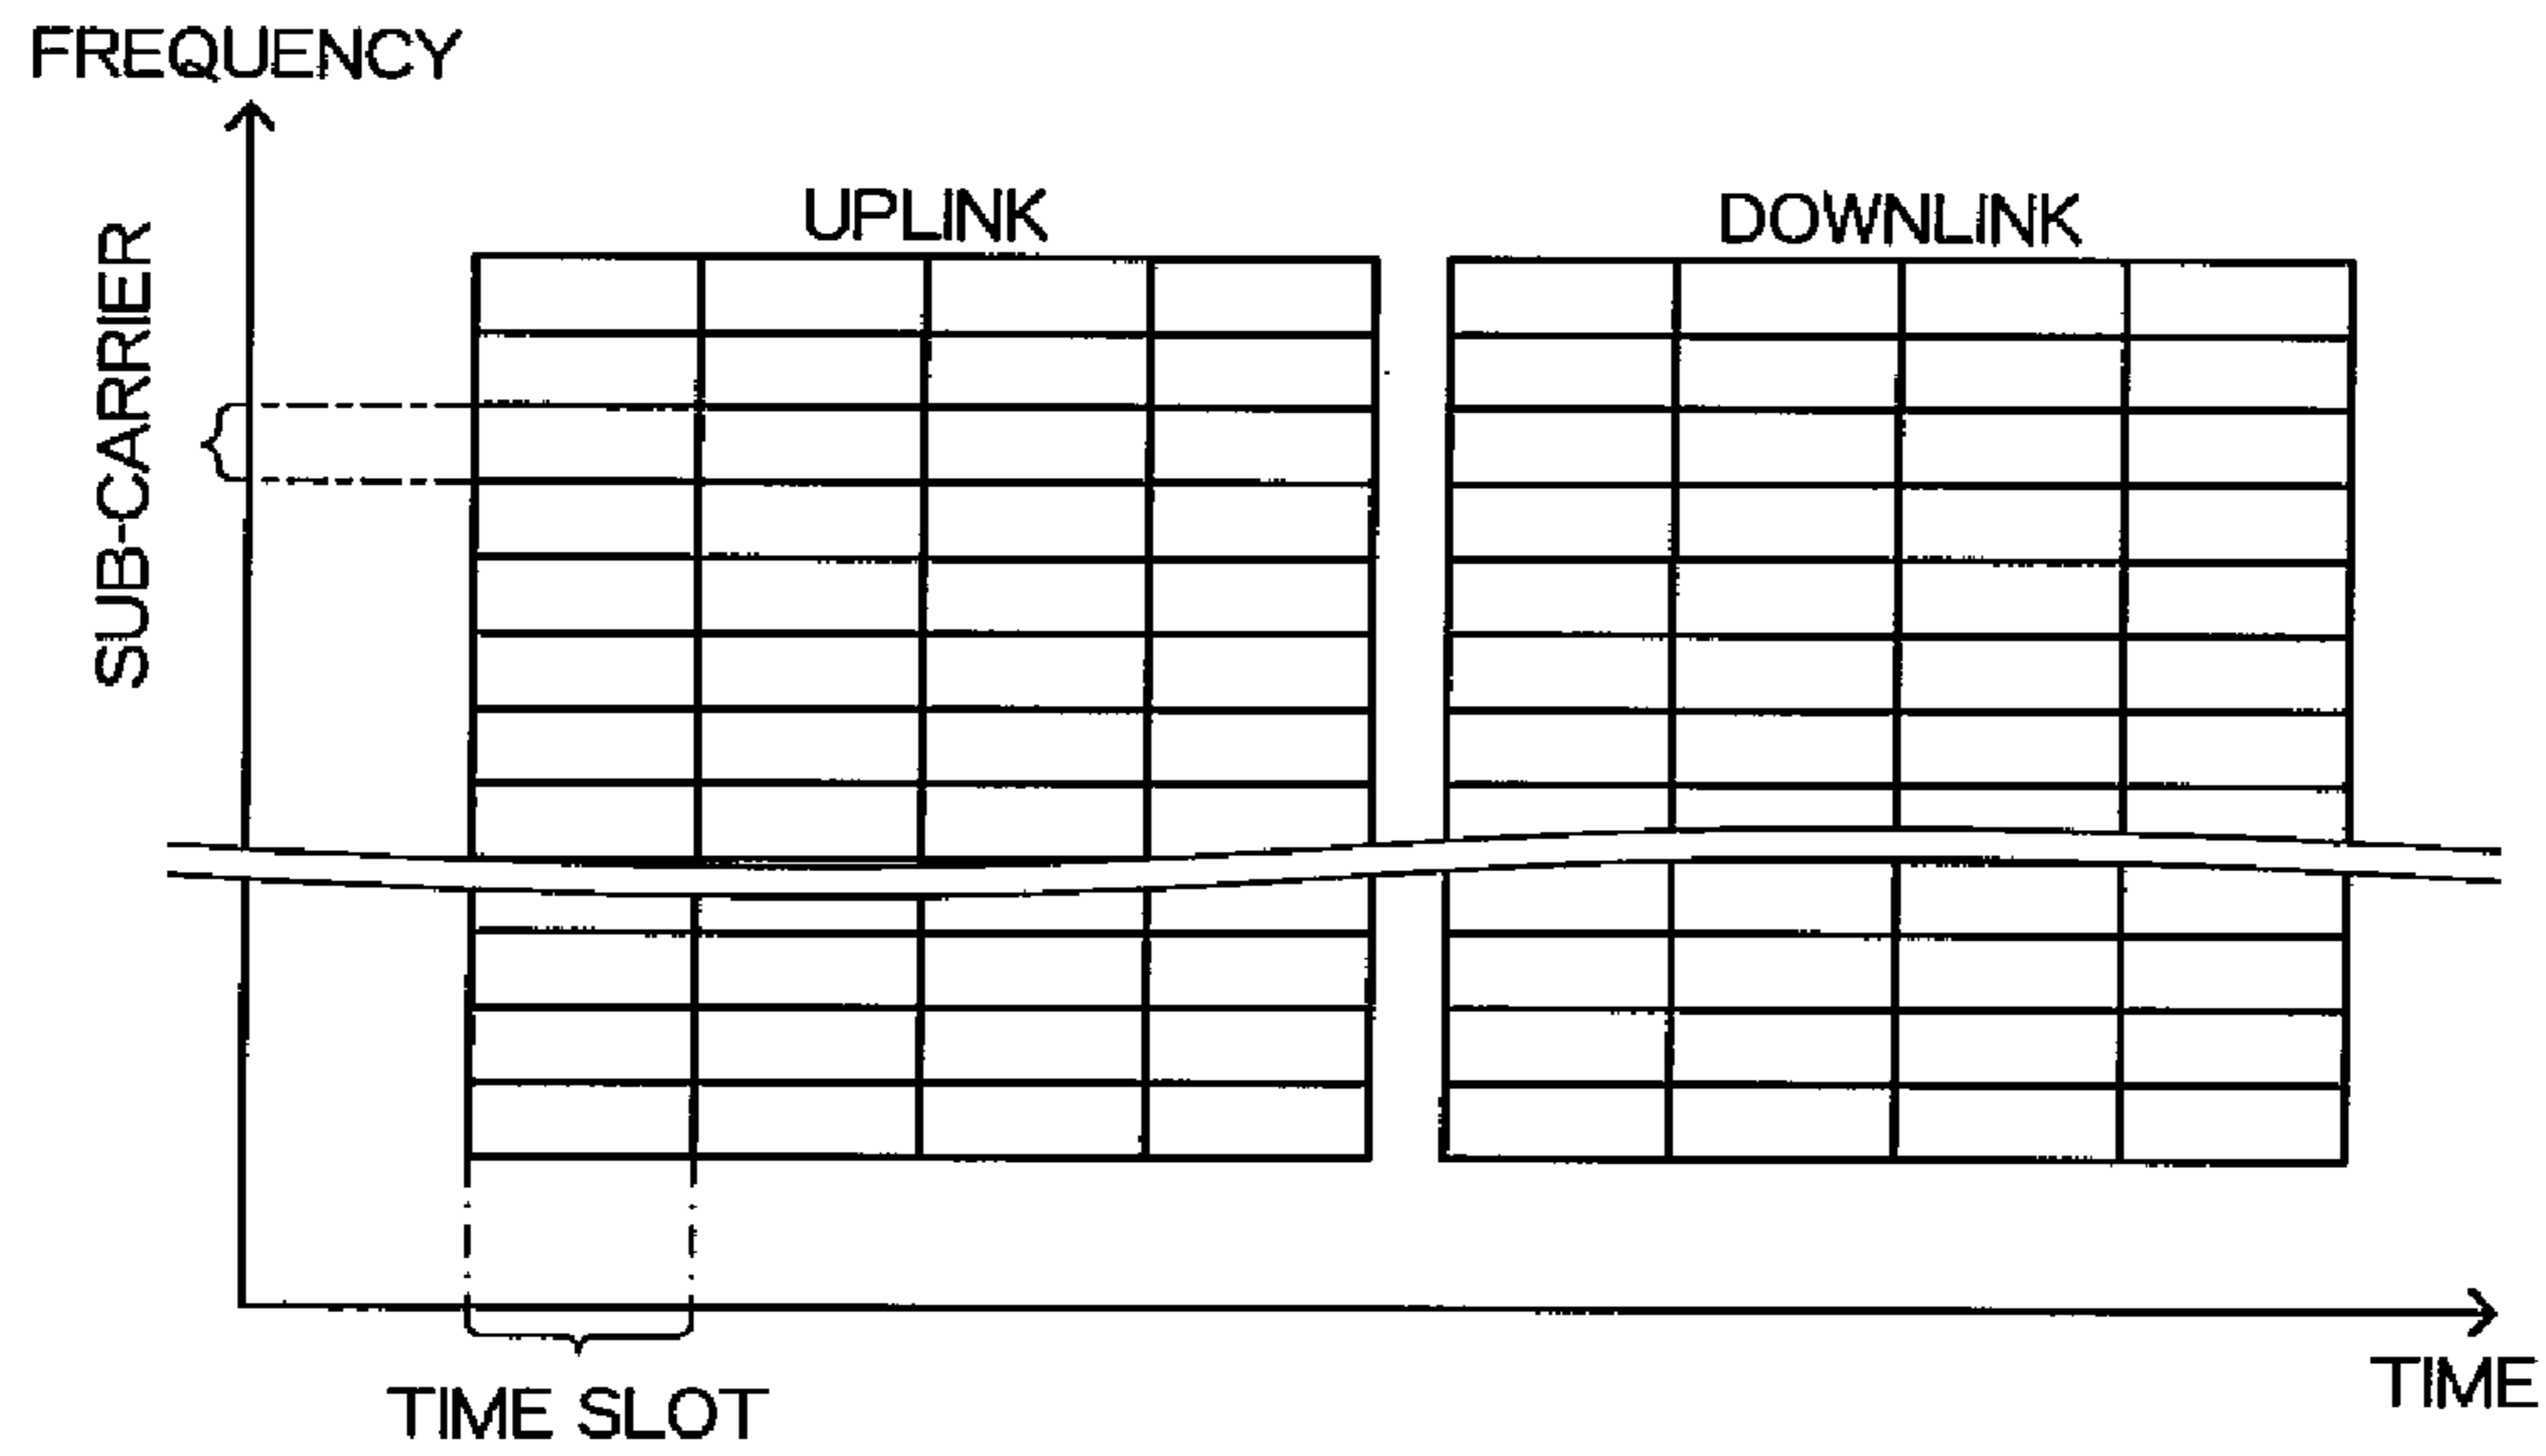 FREQUENCY
SUB-CARRIER
UPLINK
DOWNLINK
TIME SLOT
TIME